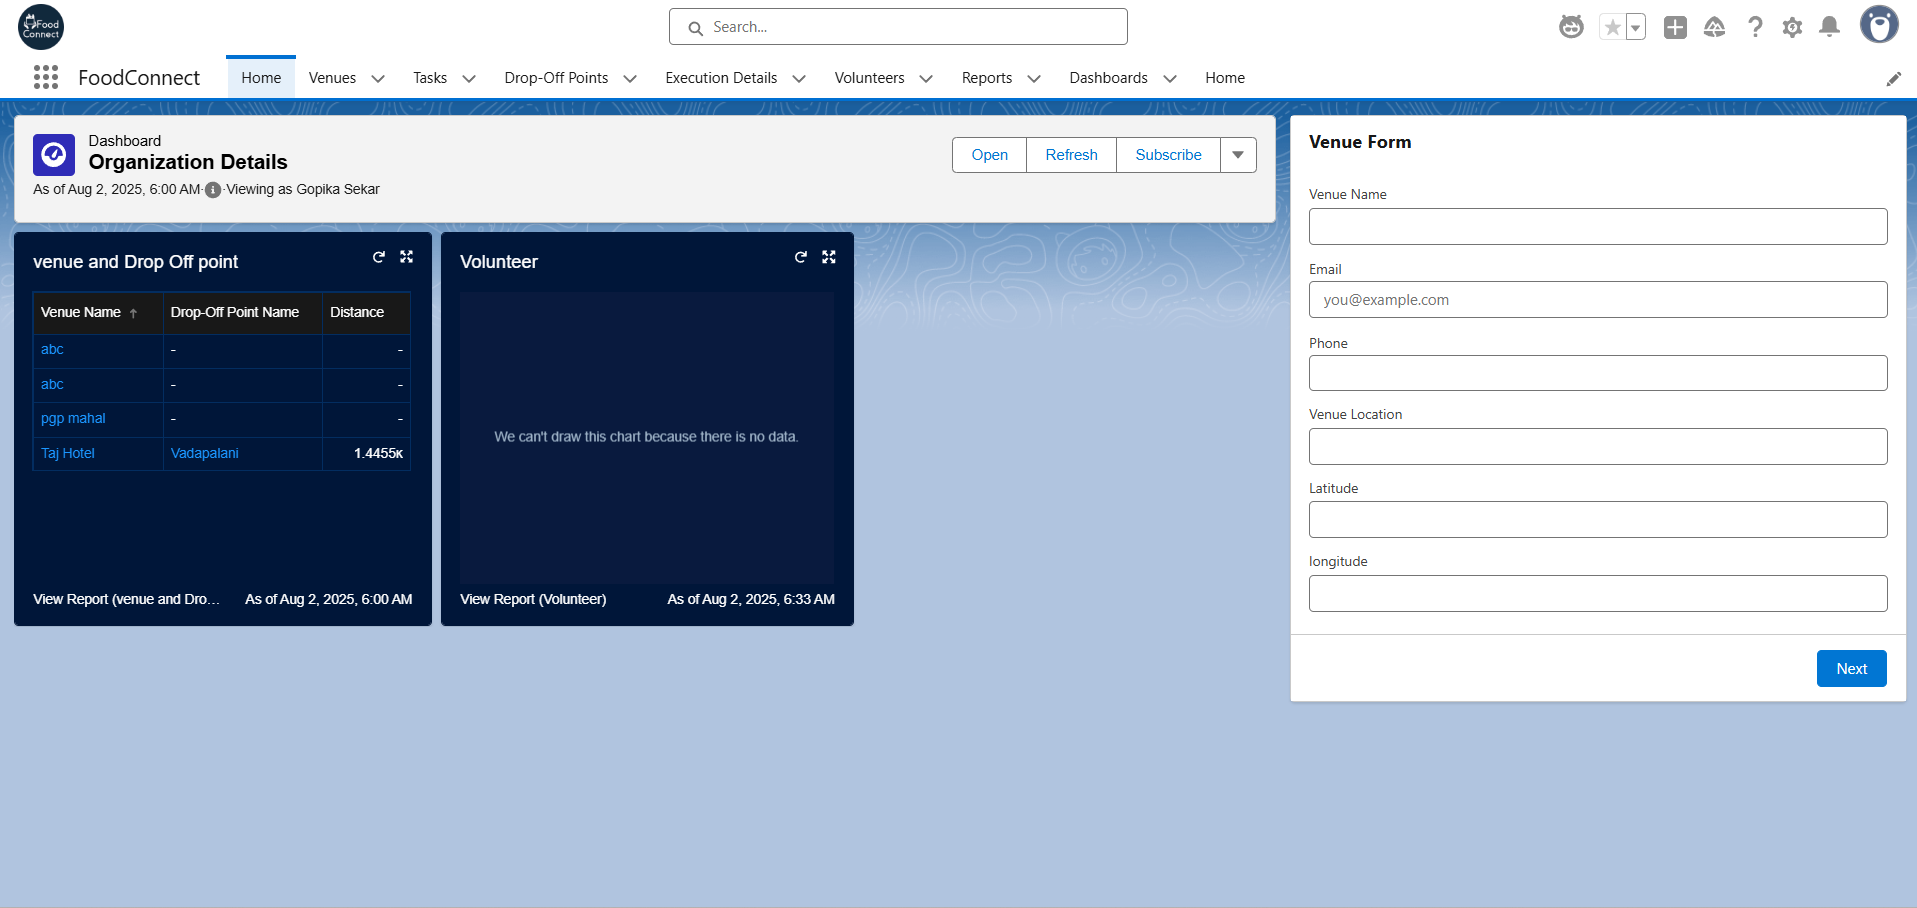 Food
Connect
Search...
FoodConnect
Home
Venues
Tasks
Drop-Off Points
Execution Details
Volunteers
Reports
Dashboards
Home
Dashboard
Organization Details
As of Aug 2, 2025, 6:00 AM·Viewing as Gopika Sekar
Open
Refresh
Subscribe
venue and Drop Off point
Venue Name ↑ Drop-Off Point Name Distance
abc - -
abc - -
pgp mahal - -
Taj Hotel Vadapalani 1.4455K
View Report (venue and Dro...
As of Aug 2, 2025, 6:00 AM
Volunteer
We can't draw this chart because there is no data.
View Report (Volunteer)
As of Aug 2, 2025, 6:33 AM
Venue Form
Venue Name
Email
you@example.com
Phone
Venue Location
Latitude
longitude
Next